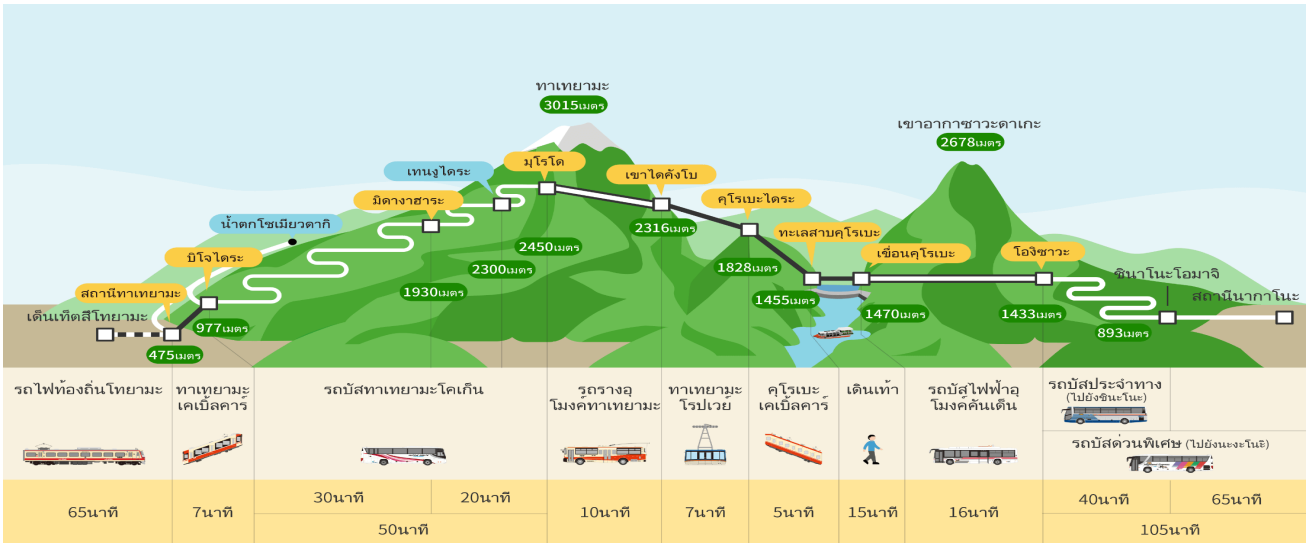 ทาเทยามะ
3015เมตร
เขาอากาซาวะดาเกะ
2678เมตร
เทนงูไดระ
มุโรโด
เขาไดคังโบ
มิดางาฮาระ
คุโรเบะไดระ
น้ำตกโชเมียวดากิ
ทะเลสาบคุโรเบะ
2450เมตร
2316เมตร
บิโจไดระ
เขื่อนคุโรเบะ
โองิซาวะ
2300เมตร
1828เมตร
ชินาโนะโอมาจิ
สถานีทาเทยามะ
1930เมตร
1455เมตร
สถานีนากาโนะ
เด็นเท็ตสึโทยามะ
977เมตร
1470เมตร
1433เมตร
893เมตร
475เมตร
รถไฟท้องถิ่นโทยามะ
ทาเทยามะ
เคเบิ้ลคาร์
รถบัสทาเทยามะโคเกิน
รถรางอุ
โมงค์ทาเทยามะ
ทาเทยามะ
โรปเวย์
คุโรเบะ
เคเบิ้ลคาร์
เดินเท้า
รถบัสไฟฟ้าอุ
โมงค์คันเด็น
รถบัสประจำทาง
(ไปยังชินะโนะ)
รถบัสด่วนพิเศษ (ไปยังนะงะโนะ)
65นาที
7นาที
30นาที
20นาที
50นาที
10นาที
7นาที
5นาที
15นาที
16นาที
40นาที
65นาที
105นาที